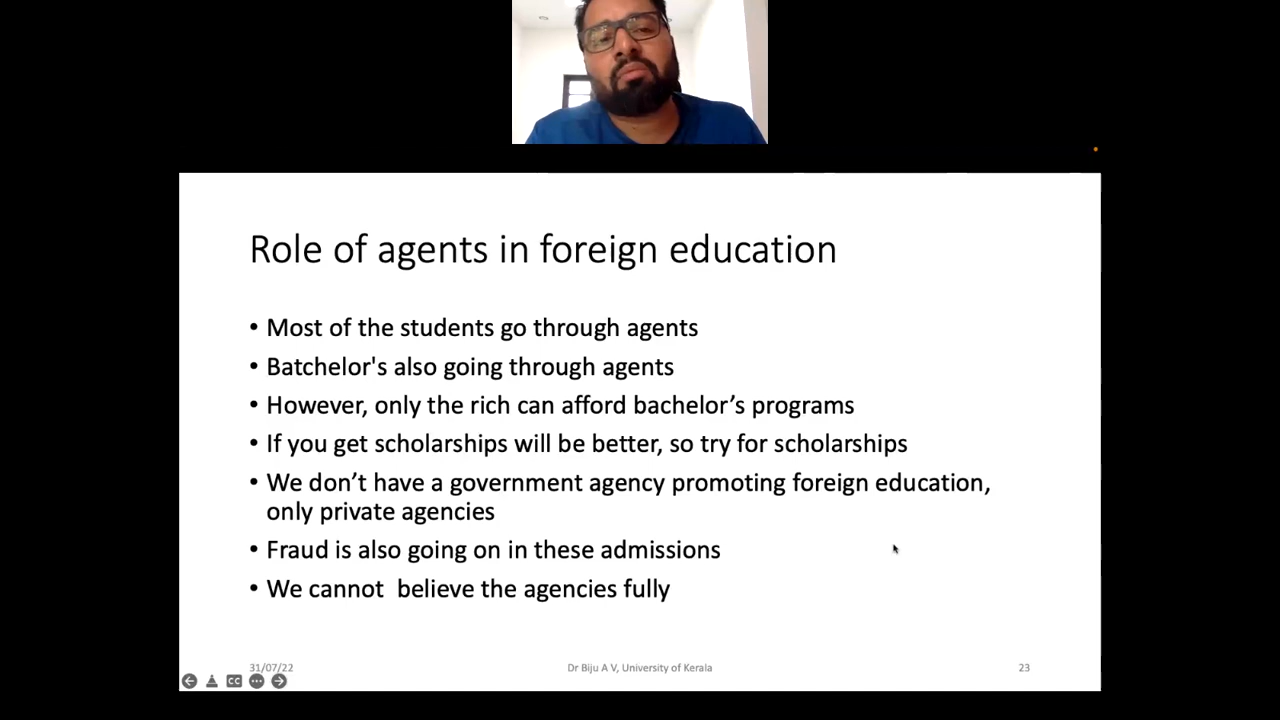 Role of agents in foreign education
• Most of the students go through agents
• Batchelor's also going through agents
• However, only the rich can afford bachelor’s programs
• If you get scholarships will be better, so try for scholarships
• We don’t have a government agency promoting foreign education,
only private agencies
• Fraud is also going on in these admissions
• We cannot  believe the agencies fully
31/07/22
Dr Biju A V, University of Kerala
23
CC